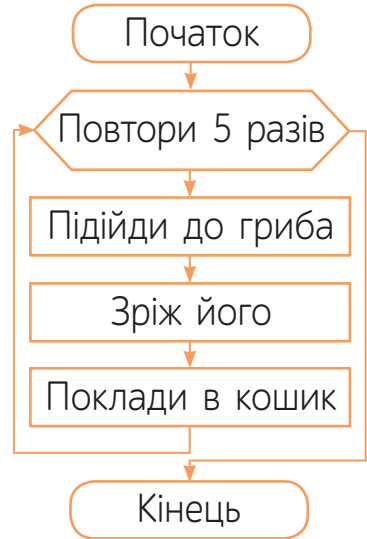 Початок
Повтори 5 разів
Підійди до гриба
Зріж його
Поклади в кошик
Кінець